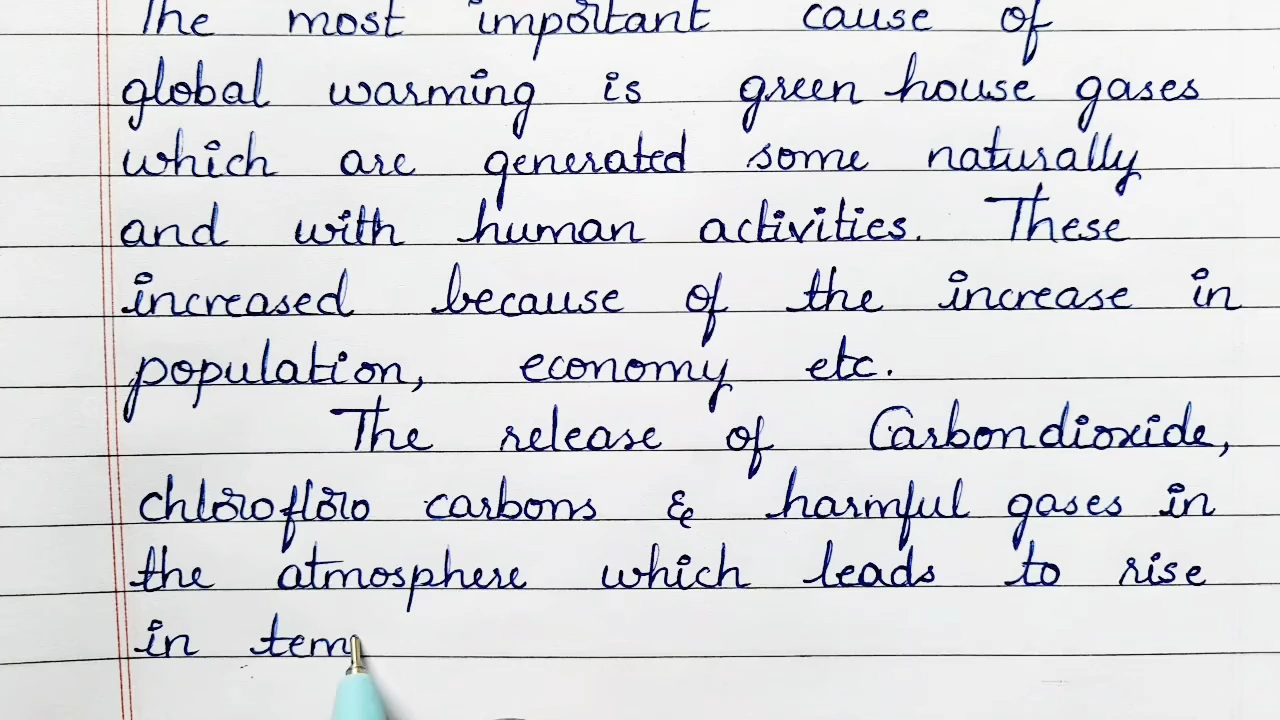 The most important cause of
global warming is green house gases
which are generated some naturally
and with human activities. These
increased because of the increase in
population, economy etc.
The release of Carbondioxide,
chlorofloro carbons & harmful gases in
the atmosphere which leads to rise
in tem